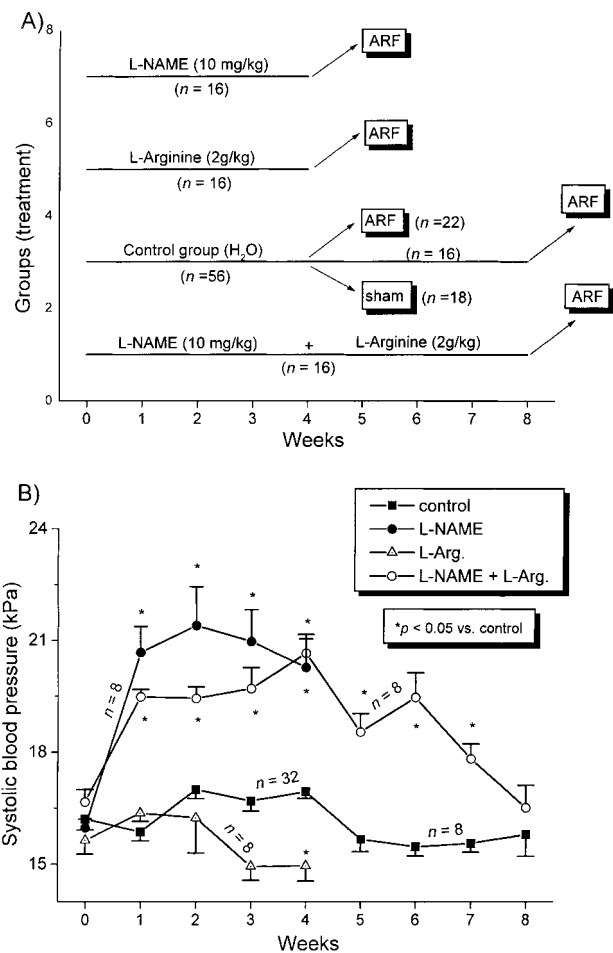 A)
8
L-NAME (10 mg/kg)
ARF
(n = 16)
6
L-Arginine (2g/kg)
ARF
(n = 16)
Groups (treatment)
4
ARF (n =22)
ARF
Control group (H₂O)
(n = 16)
(n =56)
sham (n =18)
2
ARF
L-NAME (10 mg/kg) + L-Arginine (2g/kg)
(n = 16)
0
0 1 2 3 4 5 6 7 8
Weeks
B)
control
L-NAME
L-Arg.
L-NAME + L-Arg.
*p < 0.05 vs. control
24
21
18
15
Systolic blood pressure (kPa)
* * * *
* * * *
* * *
n = 8
n = 8
n = 32
n = 8
n = 8
*
0 1 2 3 4 5 6 7 8
Weeks